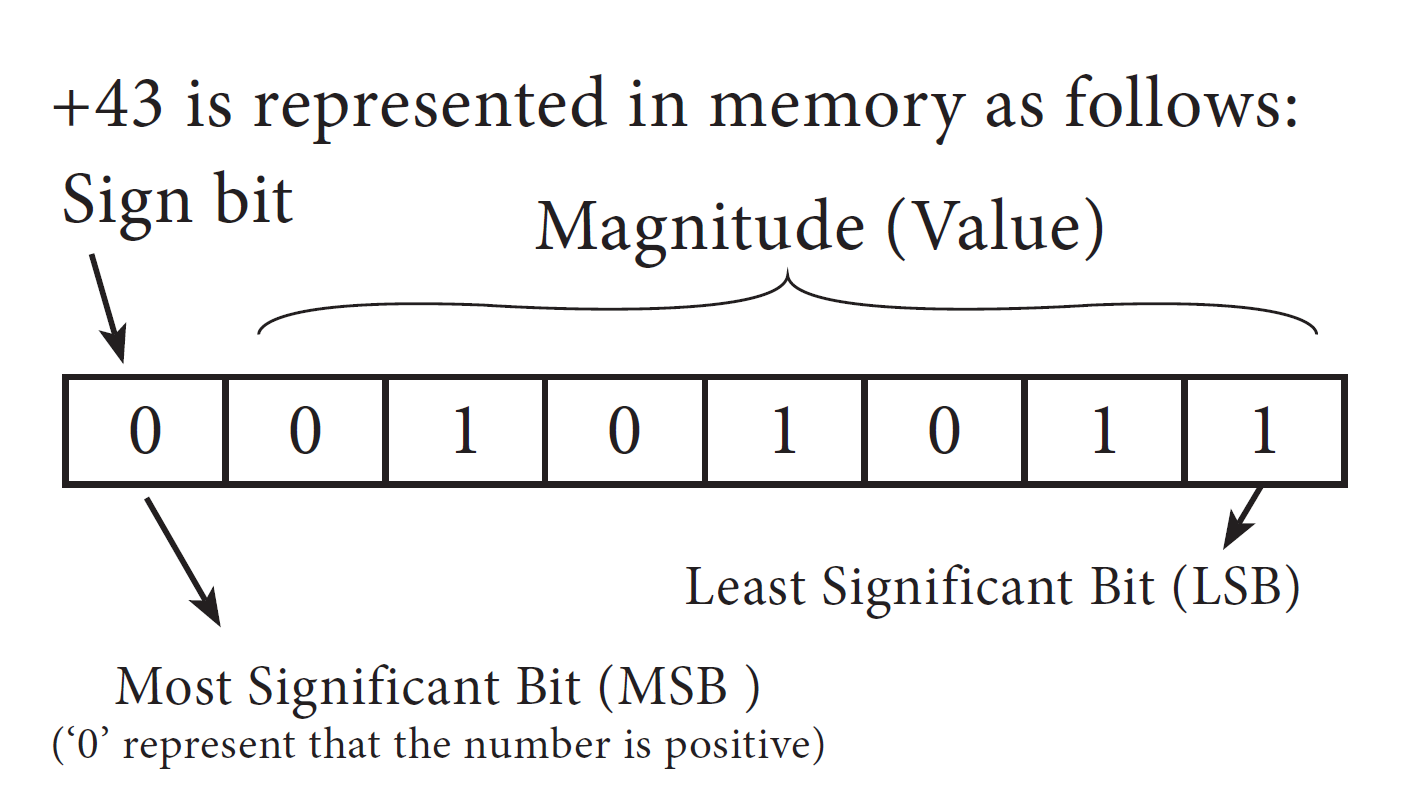 +43 is represented in memory as follows:
Sign bit
Magnitude (Value)
0 0 1 0 1 0 1 1
Least Significant Bit (LSB)
Most Significant Bit (MSB )
(‘0’ represent that the number is positive)